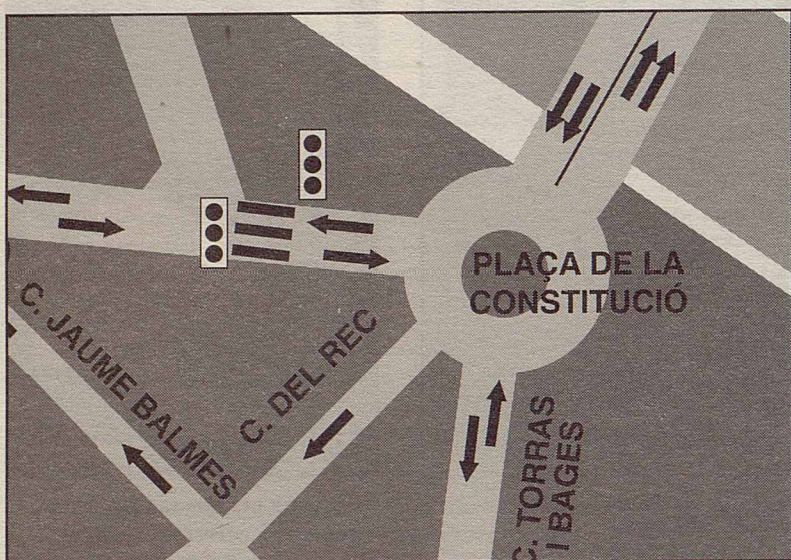 PLAÇA DE LA
CONSTITUCIÓ
C. JAUME BALMES
C. DEL REC
C. TORRAS
I BAGES